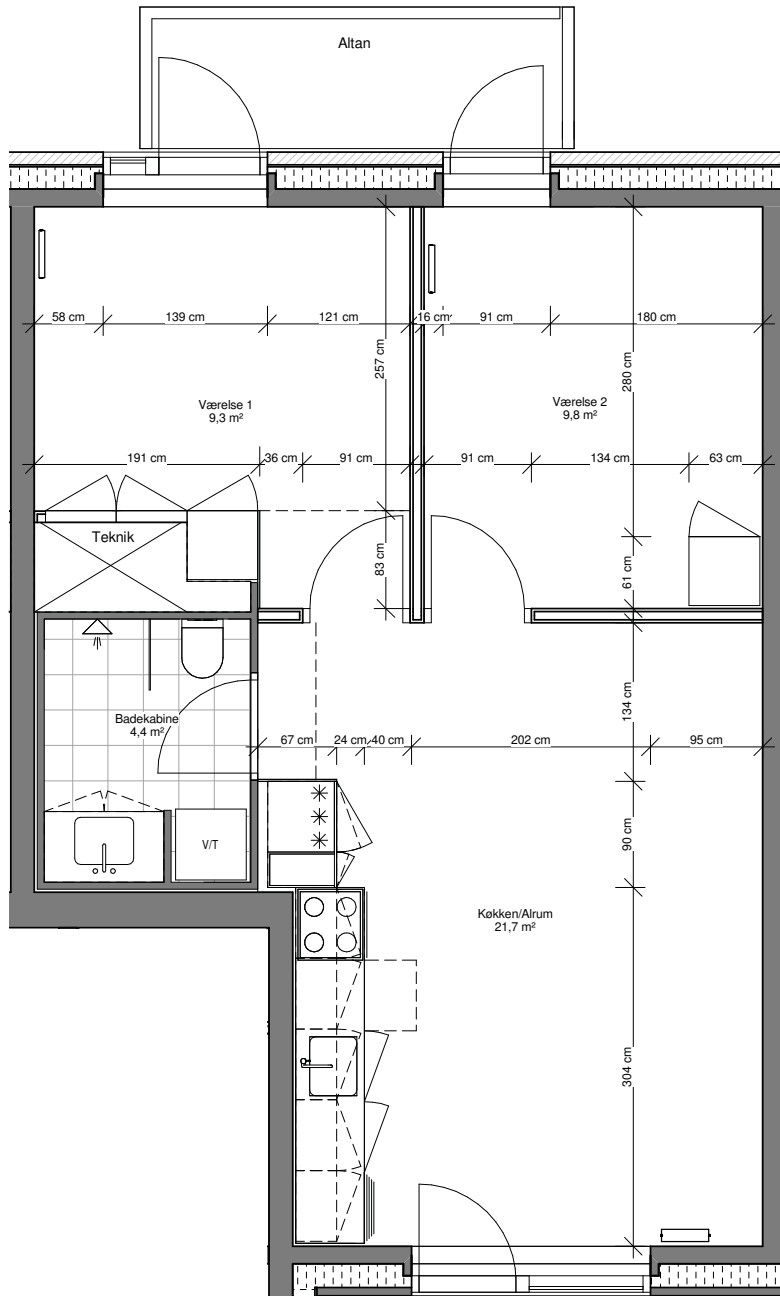 Altan
58 cm
139 cm
121 cm
16 cm
91 cm
180 cm
257 cm
280 cm
Værelse 1
9,3 m²
Værelse 2
9,8 m²
191 cm
36 cm
91 cm
91 cm
134 cm
63 cm
Teknik
83 cm
61 cm
134 cm
Badekabine
4,4 m²
67 cm
24 cm
40 cm
202 cm
95 cm
V/T
90 cm
Køkken/Alrum
21,7 m²
304 cm